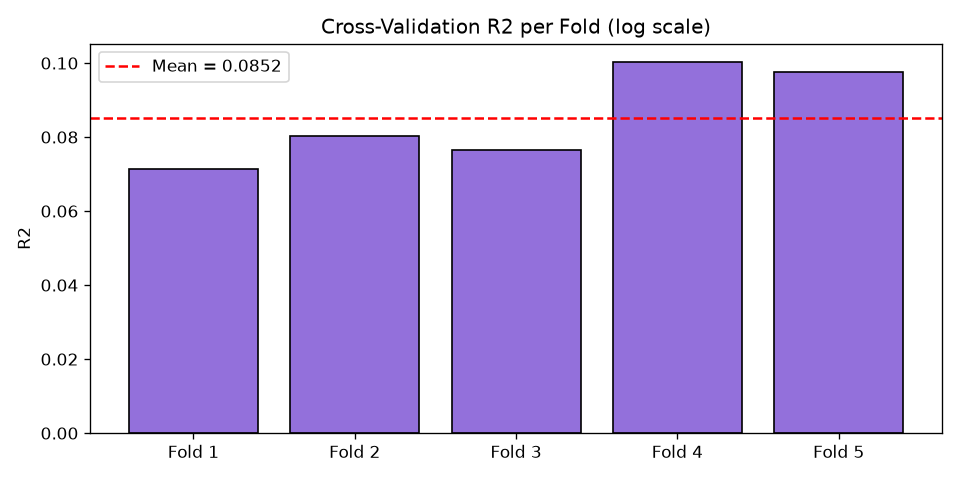 Cross-Validation R2 per Fold (log scale)
Mean = 0.0852
R2
0.10
0.08
0.06
0.04
0.02
0.00
Fold 1 Fold 2 Fold 3 Fold 4 Fold 5